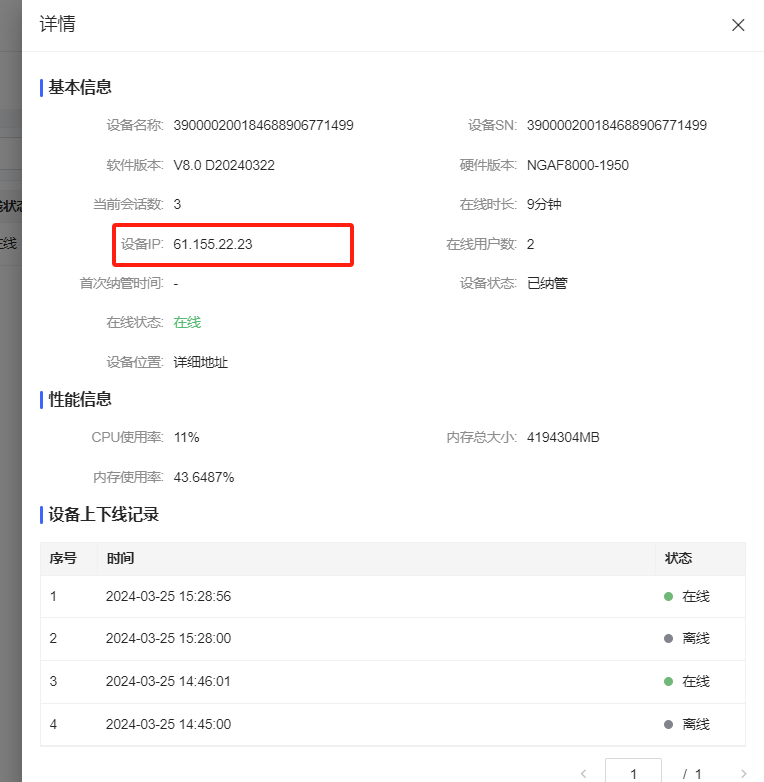 详情
基本信息
设备名称: 390000200184688906771499 设备SN: 390000200184688906771499
软件版本: V8.0 D20240322 硬件版本: NGAF8000-1950
当前会话数: 3 在线时长: 9分钟
设备IP: 61.155.22.23 在线用户数: 2
首次纳管时间: - 设备状态: 已纳管
在线状态: 在线
设备位置: 详细地址
性能信息
CPU使用率: 11% 内存总大小: 4194304MB
内存使用率: 43.6487%
设备上下线记录
序号 时间 状态
1 2024-03-25 15:28:56 在线
2 2024-03-25 15:28:00 离线
3 2024-03-25 14:46:01 在线
4 2024-03-25 14:45:00 离线
1 / 1